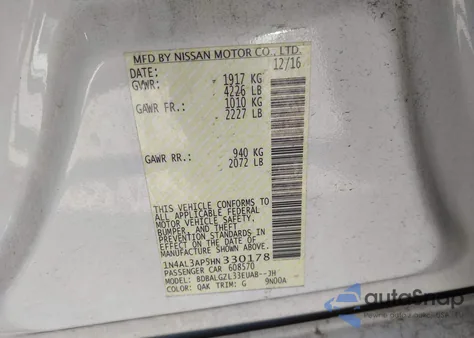 MFD BY NISSAN MOTOR CO., LTD.
DATE: 12/16
GVWR: 1917 KG
4226 LB
GAWR FR.: 1010 KG
2227 LB
GAWR RR.: 940 KG
2072 LB
THIS VEHICLE CONFORMS
TO ALL APPLICABLE FEDERAL
MOTOR VEHICLE SAFETY,
BUMPER, AND THEFT
PREVENTION STANDARDS
IN EFFECT ON THE DATE OF
MANUFACTURE SHOWN ABOVE.
1N4AL3AP5HN330178
PASSENGER CAR 608570
MODEL: BDBALGZL33EUAB--JH
COLOR: QAK TRIM: G 9N00A
autoSnap